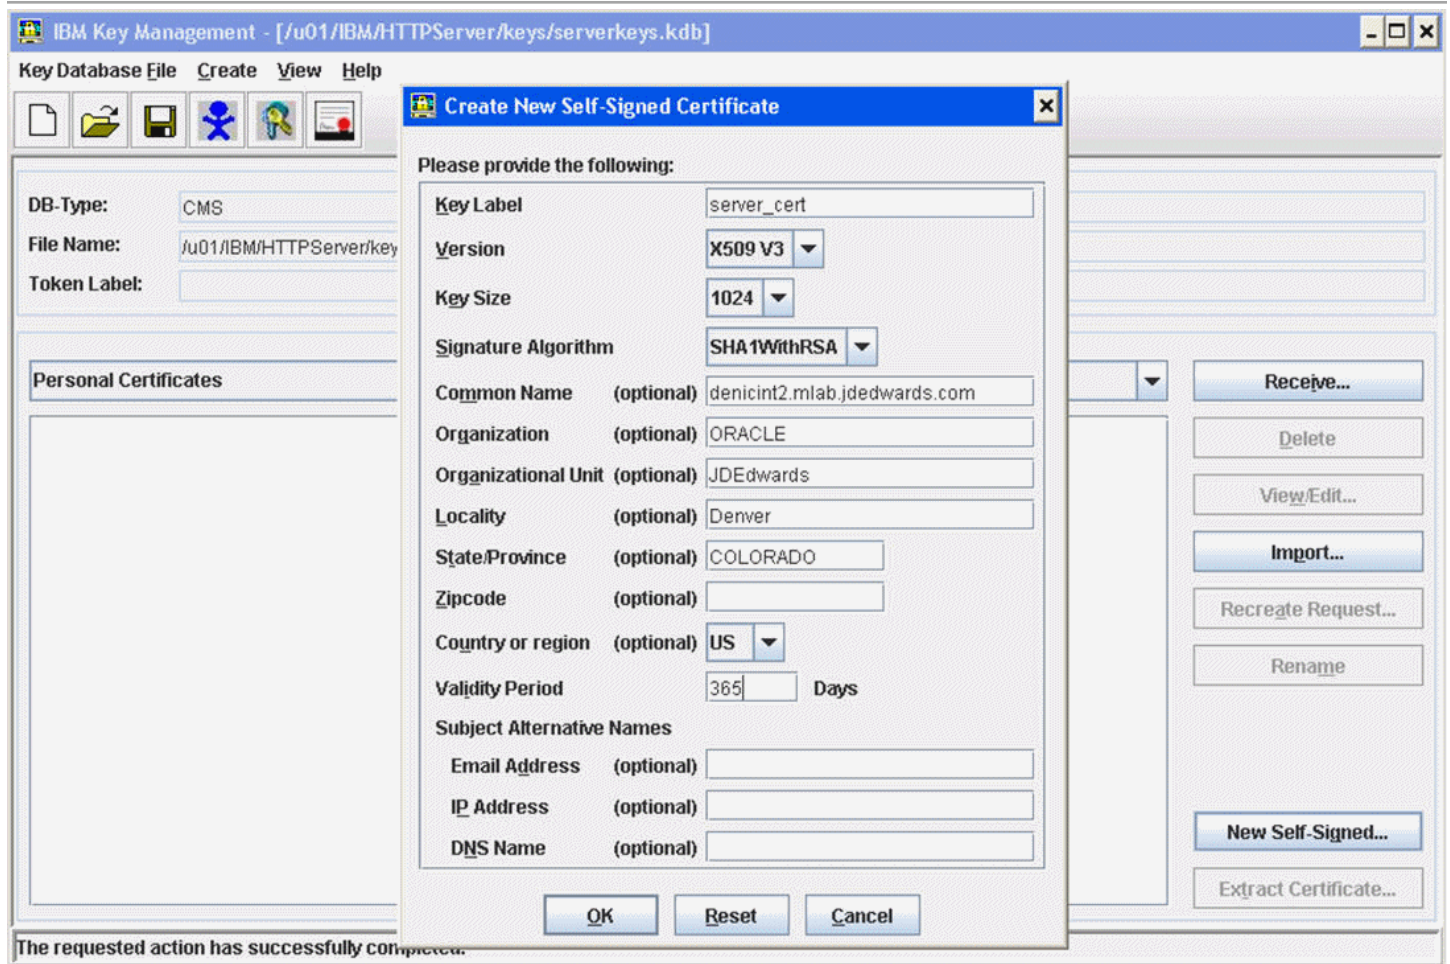 IBM Key Management - [/u01/IBM/HTTPServer/keys/serverkeys.kdb]
Key Database File Create View Help
Create New Self-Signed Certificate
Please provide the following:
DB-Type: CMS
File Name: /u01/IBM/HTTPServer/key
Token Label:
Key Label server_cert
Version X509 V3
Key Size 1024
Signature Algorithm SHA1WithRSA
Common Name (optional) denicint2.mlab.jdedwards.com
Organization (optional) ORACLE
Organizational Unit (optional) JDEdwards
Locality (optional) Denver
State/Province (optional) COLORADO
Zipcode (optional)
Country or region (optional) US
Validity Period 365 Days
Subject Alternative Names
Email Address (optional)
IP Address (optional)
DNS Name (optional)
OK Reset Cancel
Personal Certificates
Receive...
Delete
View/Edit...
Import...
Recreate Request...
Rename
New Self-Signed...
Extract Certificate...
The requested action has successfully completed.